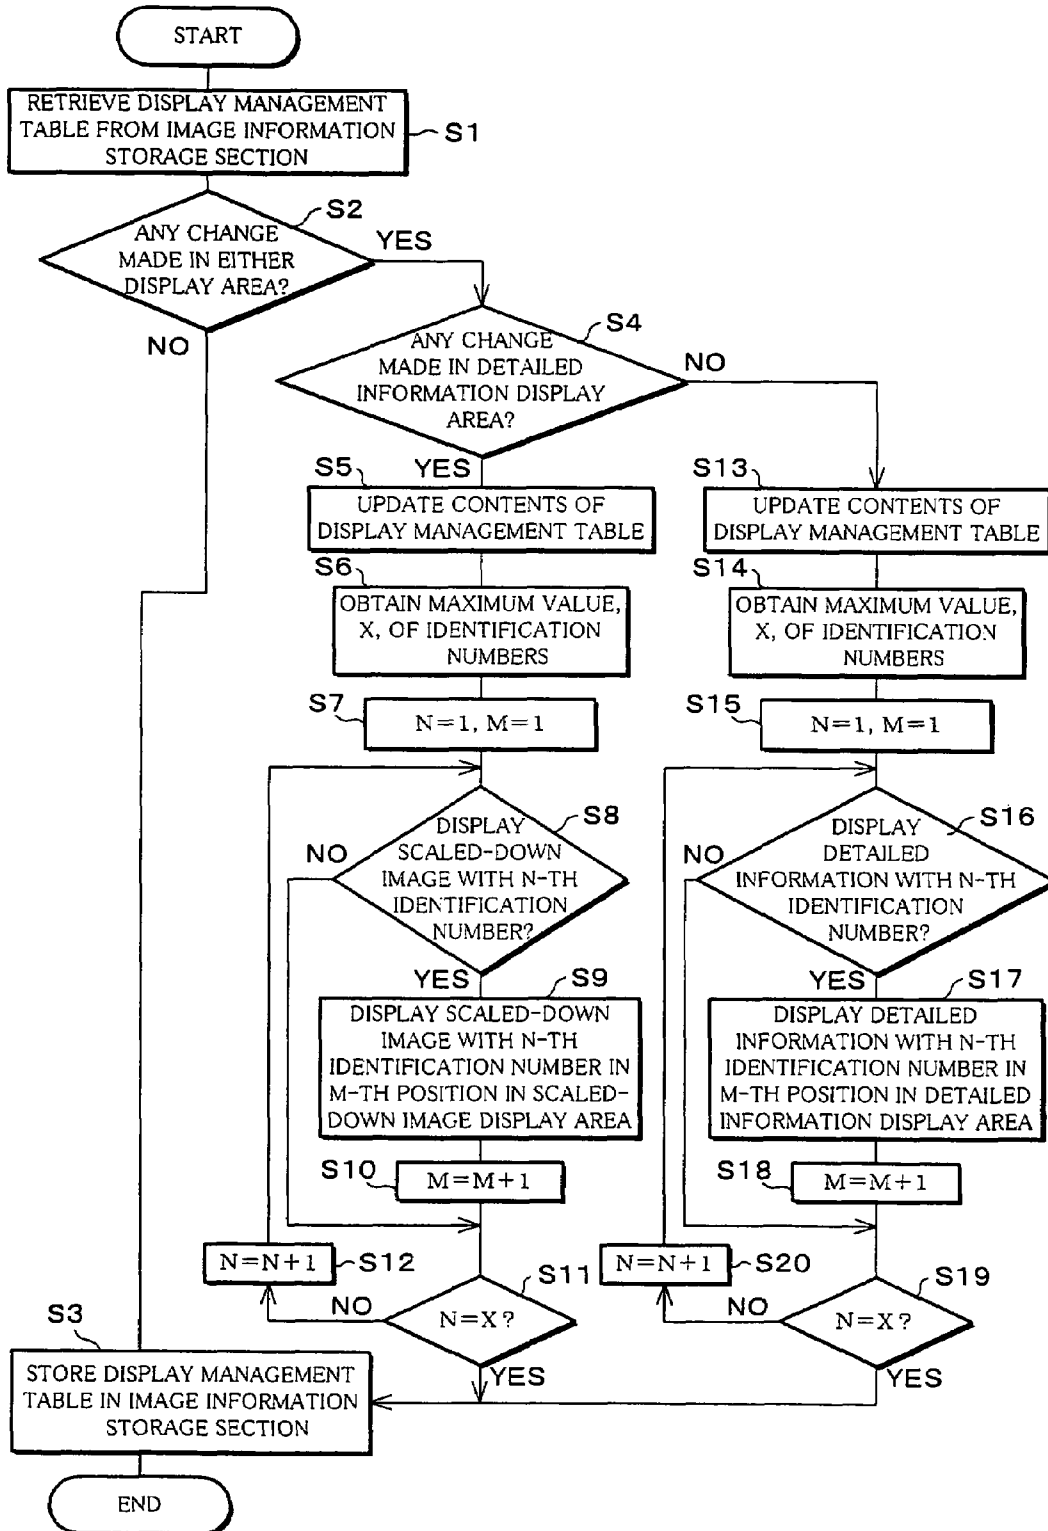 START
RETRIEVE DISPLAY MANAGEMENT
TABLE FROM IMAGE INFORMATION
STORAGE SECTION
S1
S2
ANY CHANGE
MADE IN EITHER
DISPLAY AREA?
YES
NO
S4
ANY CHANGE
MADE IN DETAILED
INFORMATION DISPLAY
AREA?
NO
YES
S5
UPDATE CONTENTS OF
DISPLAY MANAGEMENT TABLE
S13
UPDATE CONTENTS OF
DISPLAY MANAGEMENT TABLE
S6
OBTAIN MAXIMUM VALUE,
X, OF IDENTIFICATION
NUMBERS
S14
OBTAIN MAXIMUM VALUE,
X, OF IDENTIFICATION
NUMBERS
S7
N=1, M=1
S15
N=1, M=1
S8
DISPLAY
SCALED-DOWN
IMAGE WITH N-TH
IDENTIFICATION
NUMBER?
NO
YES
S16
DISPLAY
DETAILED
INFORMATION WITH N-TH
IDENTIFICATION
NUMBER?
NO
YES
S9
DISPLAY SCALED-DOWN
IMAGE WITH N-TH
IDENTIFICATION NUMBER IN
M-TH POSITION IN SCALED-
DOWN IMAGE DISPLAY AREA
S17
DISPLAY DETAILED
INFORMATION WITH N-TH
IDENTIFICATION NUMBER IN
M-TH POSITION IN DETAILED
INFORMATION DISPLAY AREA
S10
M=M+1
S18
M=M+1
N=N+1
S12
S11
N=X?
NO
YES
N=N+1
S20
S19
N=X?
NO
YES
S3
STORE DISPLAY MANAGEMENT
TABLE IN IMAGE INFORMATION
STORAGE SECTION
END